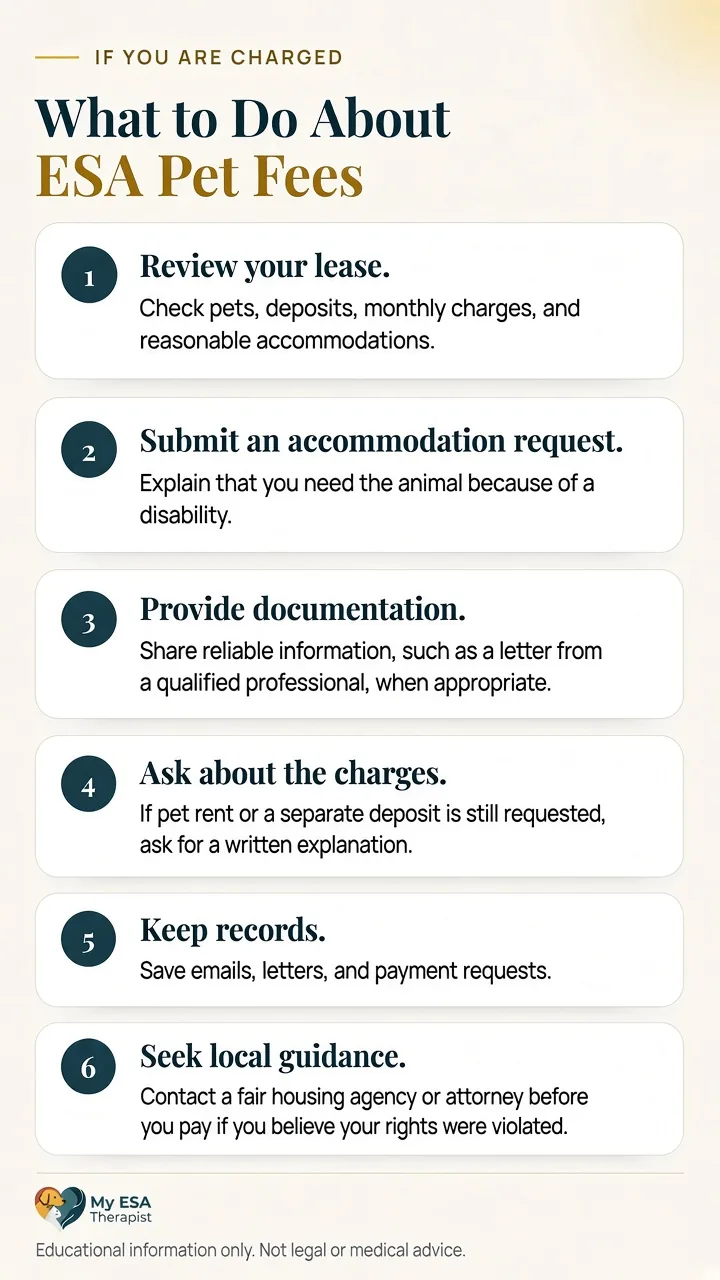 IF YOU ARE CHARGED
What to Do About
ESA Pet Fees
1
Review your lease.
Check pets, deposits, monthly charges, and
reasonable accommodations.
2
Submit an accommodation request.
Explain that you need the animal because of a
disability.
3
Provide documentation.
Share reliable information, such as a letter from
a qualified professional, when appropriate.
4
Ask about the charges.
If pet rent or a separate deposit is still requested,
ask for a written explanation.
5
Keep records.
Save emails, letters, and payment requests.
6
Seek local guidance.
Contact a fair housing agency or attorney before
you pay if you believe your rights were violated.
My ESA
Therapist
Educational information only. Not legal or medical advice.